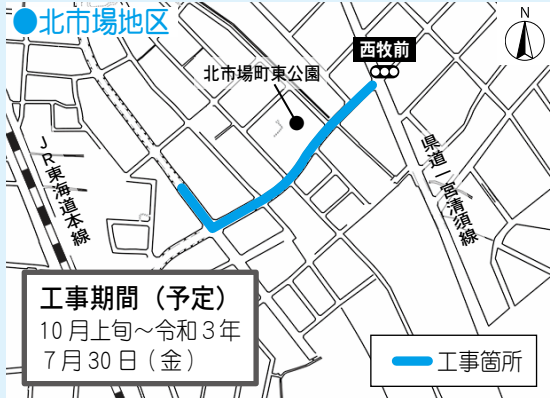 ●北市場地区
N
西牧前
北市場町東公園
JR東海道本線
県道一宮清須線
工事期間（予定）
10月上旬～令和3年
7月30日（金）
工事箇所